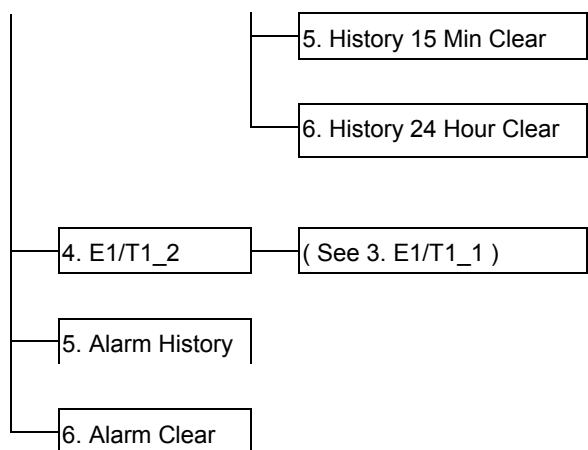 5. History 15 Min Clear
6. History 24 Hour Clear
4. E1/T1_2
( See 3. E1/T1_1 )
5. Alarm History
6. Alarm Clear